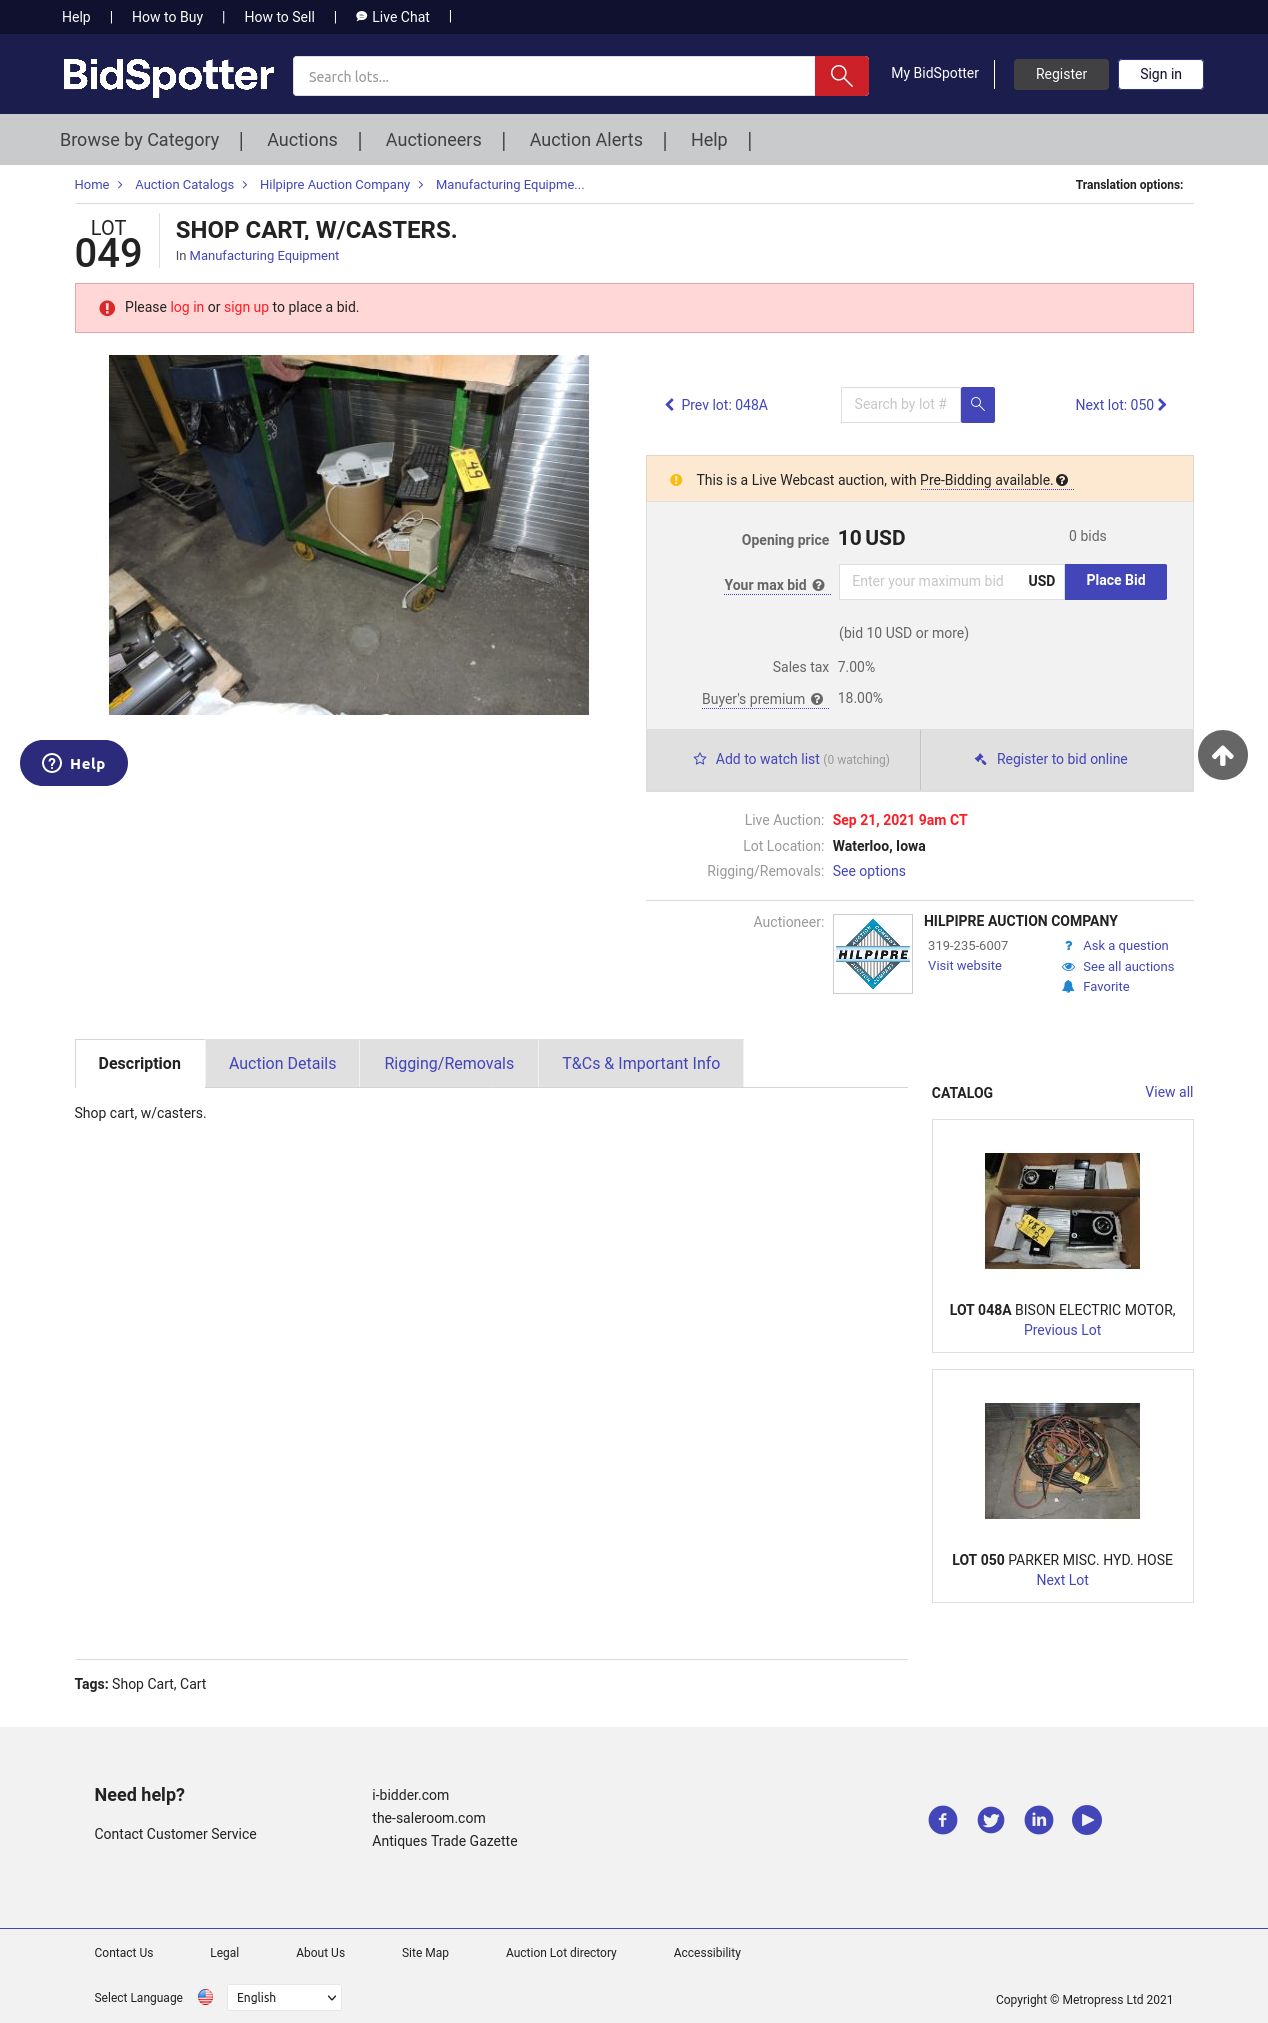 Help | How to Buy | How to Sell | Live Chat |
BidSpotter
Search lots...
My BidSpotter
Register
Sign in
Browse by Category | Auctions | Auctioneers | Auction Alerts | Help |
Home > Auction Catalogs > Hilpipre Auction Company > Manufacturing Equipme...
Translation options:
LOT
049
SHOP CART, W/CASTERS.
In Manufacturing Equipment
Please log in or sign up to place a bid.
49
Prev lot: 048A
Search by lot #
Next lot: 050
This is a Live Webcast auction, with Pre-Bidding available.
Opening price 10 USD
0 bids
Your max bid
Enter your maximum bid USD
Place Bid
(bid 10 USD or more)
Sales tax 7.00%
Buyer's premium 18.00%
Add to watch list (0 watching)
Register to bid online
Help
Live Auction: Sep 21, 2021 9am CT
Lot Location: Waterloo, Iowa
Rigging/Removals: See options
Auctioneer:
HILPIPRE
HILPIPRE AUCTION COMPANY
319-235-6007
Visit website
Ask a question
See all auctions
Favorite
Description
Auction Details
Rigging/Removals
T&Cs & Important Info
Shop cart, w/casters.
CATALOG
View all
48A
LOT 048A BISON ELECTRIC MOTOR,
Previous Lot
LOT 050 PARKER MISC. HYD. HOSE
Next Lot
Tags: Shop Cart, Cart
Need help?
Contact Customer Service
i-bidder.com
the-saleroom.com
Antiques Trade Gazette
Contact Us
Legal
About Us
Site Map
Auction Lot directory
Accessibility
Select Language
English
Copyright © Metropress Ltd 2021